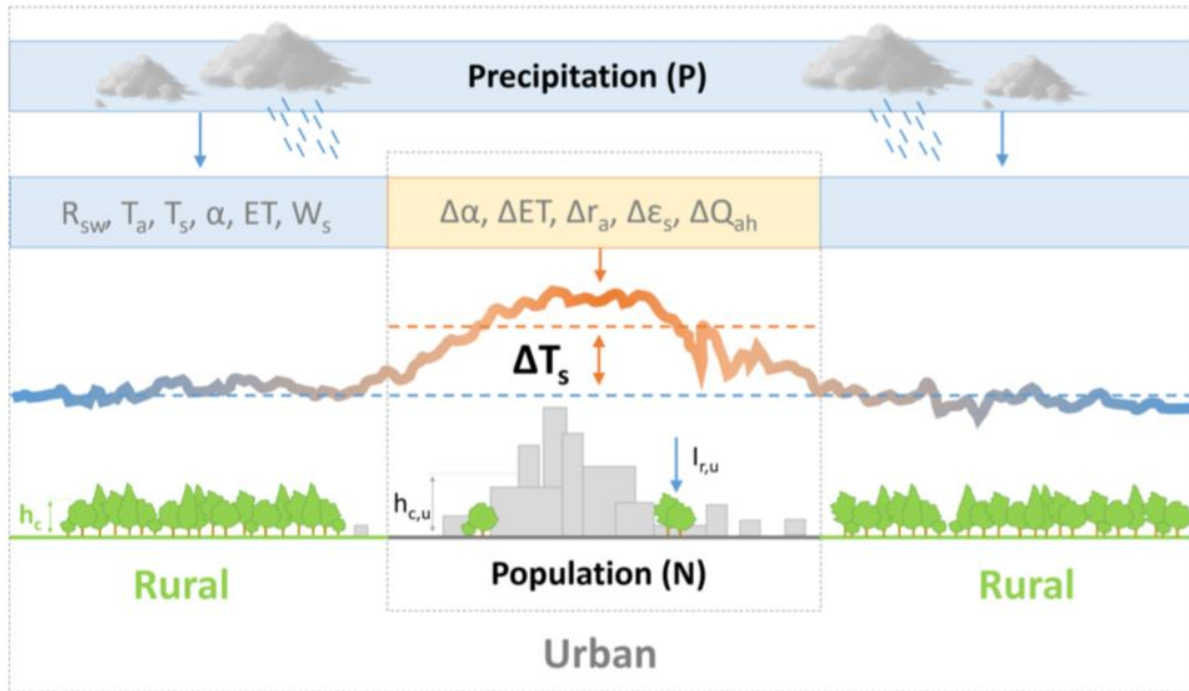 Precipitation (P)
R_sw, T_a, T_s, α, ET, W_s
Δα, ΔET, Δr_a, Δε_s, ΔQ_ah
ΔT_s
I_r,u
h_c,u
h_c
Population (N)
Rural
Rural
Urban